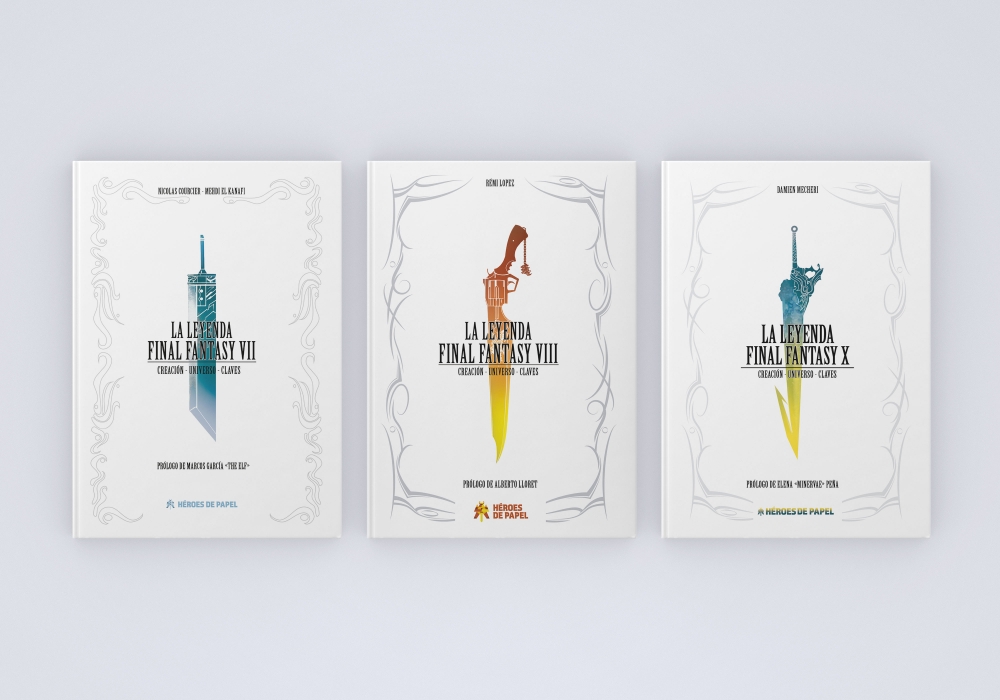 NICOLAS COURCIER · MEHDI EL KANAFI
LA LEYENDA
FINAL FANTASY VII
CREACIÓN · UNIVERSO · CLAVES
PRÓLOGO DE MARCOS GARCÍA «THE ELF»
HÉROES DE PAPEL
RÉMI LOPEZ
LA LEYENDA
FINAL FANTASY VIII
CREACIÓN · UNIVERSO · CLAVES
PRÓLOGO DE ALBERTO LLORET
HÉROES
DE PAPEL
DAMIEN MECHERI
LA LEYENDA
FINAL FANTASY X
CREACIÓN · UNIVERSO · CLAVES
PRÓLOGO DE ELENA «MINERVAE» PEÑA
HÉROES DE PAPEL